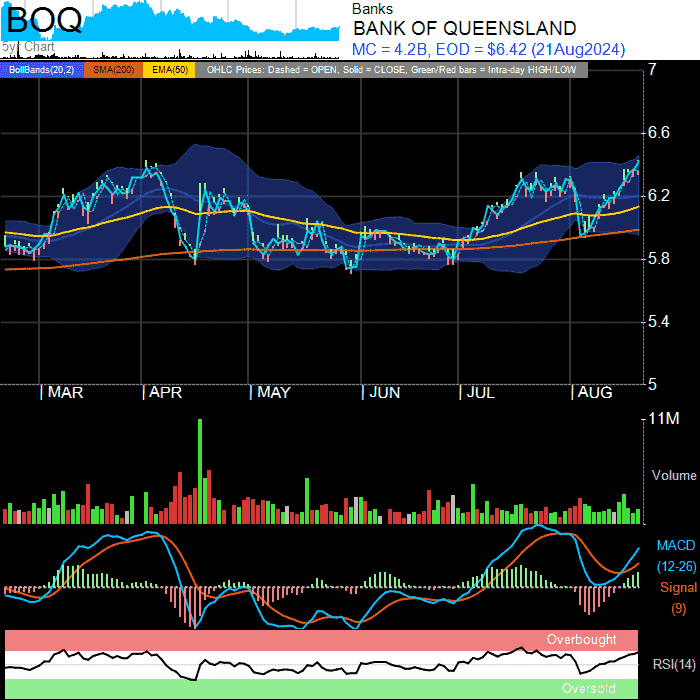 BOQ
5yr Chart
Banks
BANK OF QUEENSLAND
MC = 4.2B, EOD = $6.42 (21Aug2024)
BollBands(20,2) SMA(200) EMA(50) OHLC Prices: Dashed = OPEN, Solid = CLOSE, Green/Red bars = Intra-day HIGH/LOW
7
6.6
6.2
5.8
5.4
5
| MAR | APR | MAY | JUN | JUL | AUG
11M
Volume
MACD
(12-26)
Signal
(9)
Overbought
RSI(14)
Oversold